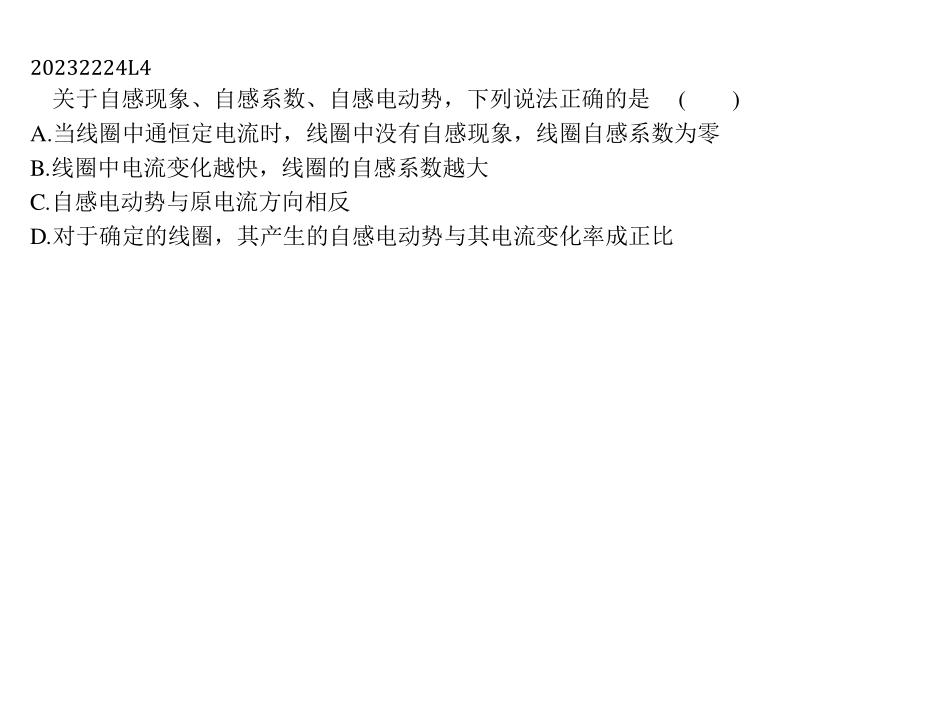 20232224L4
关于自感现象、自感系数、自感电动势，下列说法正确的是 (　　)
A.当线圈中通恒定电流时，线圈中没有自感现象，线圈自感系数为零
B.线圈中电流变化越快，线圈的自感系数越大
C.自感电动势与原电流方向相反
D.对于确定的线圈，其产生的自感电动势与其电流变化率成正比